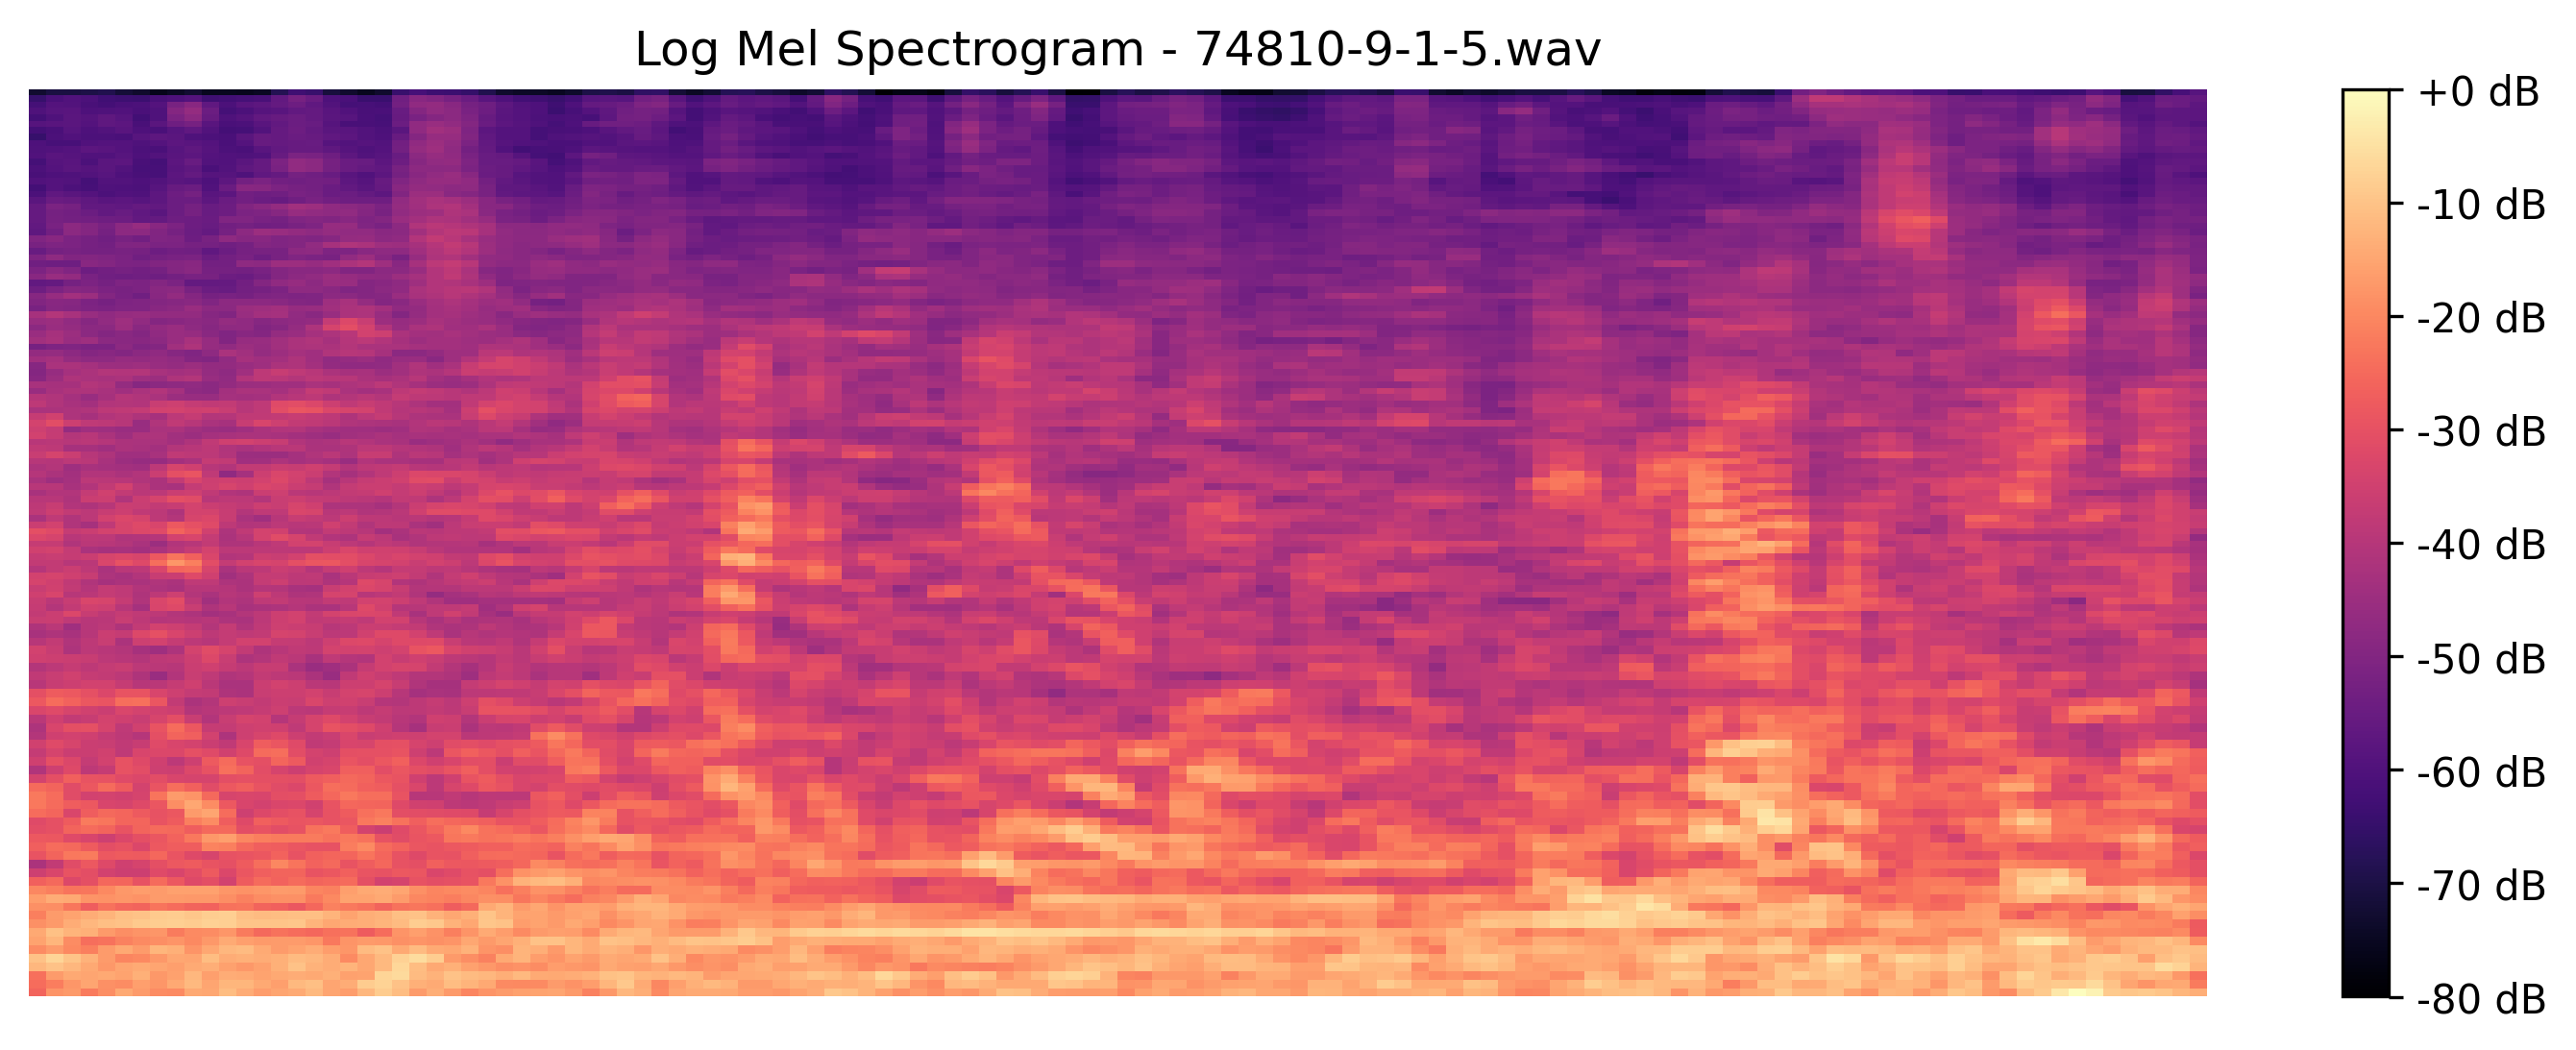 Log Mel Spectrogram - 74810-9-1-5.wav
+0 dB
-10 dB
-20 dB
-30 dB
-40 dB
-50 dB
-60 dB
-70 dB
-80 dB